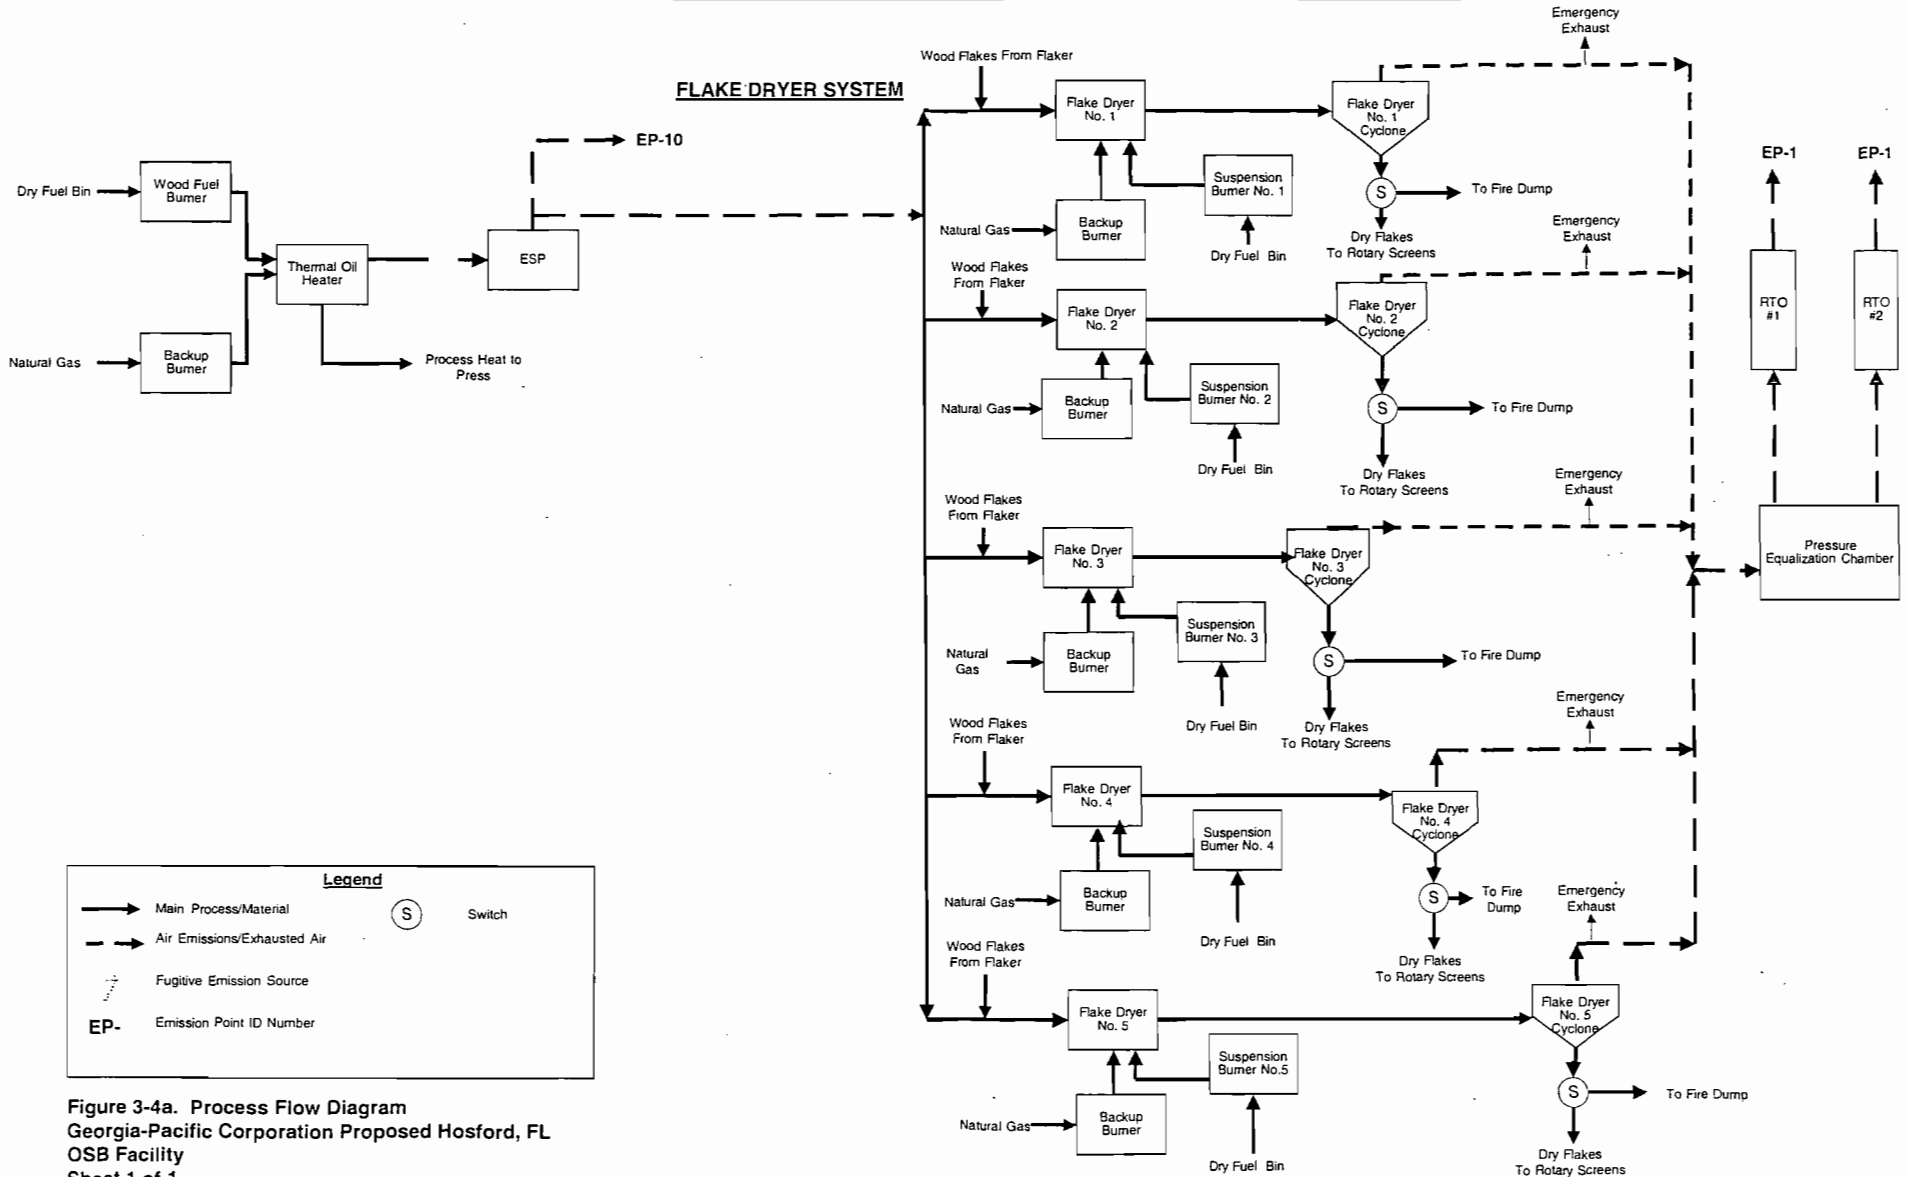 FLAKE DRYER SYSTEM
EP-10
Dry Fuel Bin
Wood Fuel
Burner
Thermal Oil
Heater
ESP
Natural Gas
Backup
Burner
Process Heat to
Press
Wood Flakes From Flaker
Flake Dryer
No. 1
Suspension
Burner No. 1
Natural Gas
Backup
Burner
Dry Fuel Bin
Flake Dryer
No. 1
Cyclone
Emergency
Exhaust
S
To Fire Dump
Dry Flakes
To Rotary Screens
Wood Flakes
From Flaker
Flake Dryer
No. 2
Suspension
Burner No. 2
Natural Gas
Backup
Burner
Dry Fuel Bin
Flake Dryer
No. 2
Cyclone
Emergency
Exhaust
S
To Fire Dump
Dry Flakes
To Rotary Screens
Wood Flakes
From Flaker
Flake Dryer
No. 3
Suspension
Burner No. 3
Natural
Gas
Backup
Burner
Dry Fuel Bin
Flake Dryer
No. 3
Cyclone
Emergency
Exhaust
S
To Fire Dump
Dry Flakes
To Rotary Screens
Wood Flakes
From Flaker
Flake Dryer
No. 4
Suspension
Burner No. 4
Natural Gas
Backup
Burner
Dry Fuel Bin
Flake Dryer
No. 4
Cyclone
Emergency
Exhaust
S
To Fire
Dump
Dry Flakes
To Rotary Screens
Wood Flakes
From Flaker
Flake Dryer
No. 5
Suspension
Burner No.5
Natural Gas
Backup
Burner
Dry Fuel Bin
Flake Dryer
No. 5
Cyclone
Emergency
Exhaust
S
To Fire Dump
Dry Flakes
To Rotary Screens
EP-1
EP-1
RTO
#1
RTO
#2
Pressure
Equalization Chamber
Legend
Main Process/Material
S
Switch
Air Emissions/Exhausted Air
Fugitive Emission Source
EP-
Emission Point ID Number
Figure 3-4a. Process Flow Diagram
Georgia-Pacific Corporation Proposed Hosford, FL
OSB Facility
Sheet 1 of 1